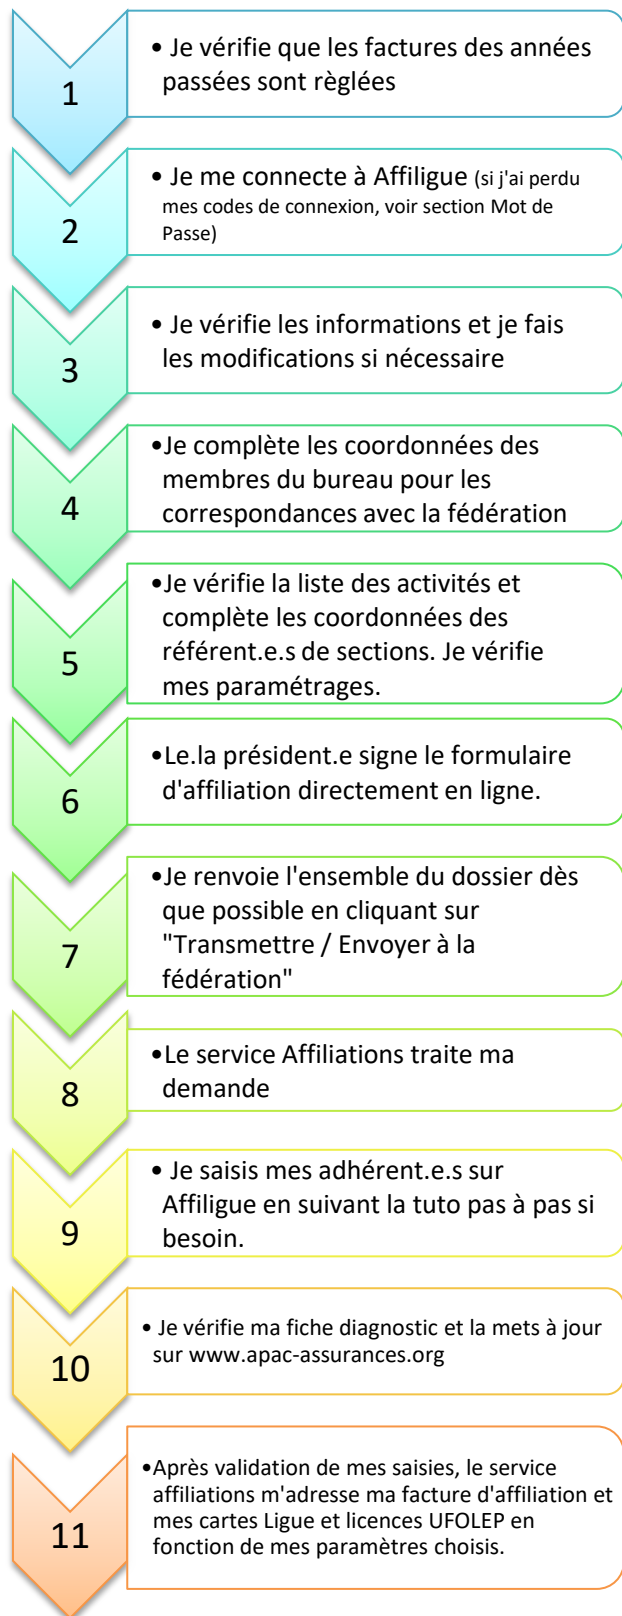 1
• Je vérifie que les factures des années
passées sont règlées
2
• Je me connecte à Affiligue (si j'ai perdu
mes codes de connexion, voir section Mot de
Passe)
3
• Je vérifie les informations et je fais
les modifications si nécessaire
4
•Je complète les coordonnées des
membres du bureau pour les
correspondances avec la fédération
5
•Je vérifie la liste des activités et
complète les coordonnées des
référent.e.s de sections. Je vérifie
mes paramétrages.
6
•Le.la président.e signe le formulaire
d'affiliation directement en ligne.
7
•Je renvoie l'ensemble du dossier dès
que possible en cliquant sur
"Transmettre / Envoyer à la
fédération"
8
•Le service Affiliations traite ma
demande
9
• Je saisis mes adhérent.e.s sur
Affiligue en suivant la tuto pas à pas si
besoin.
10
• Je vérifie ma fiche diagnostic et la mets à jour
sur www.apac-assurances.org
11
•Après validation de mes saisies, le service
affiliations m'adresse ma facture d'affiliation et
mes cartes Ligue et licences UFOLEP en
fonction de mes paramètres choisis.